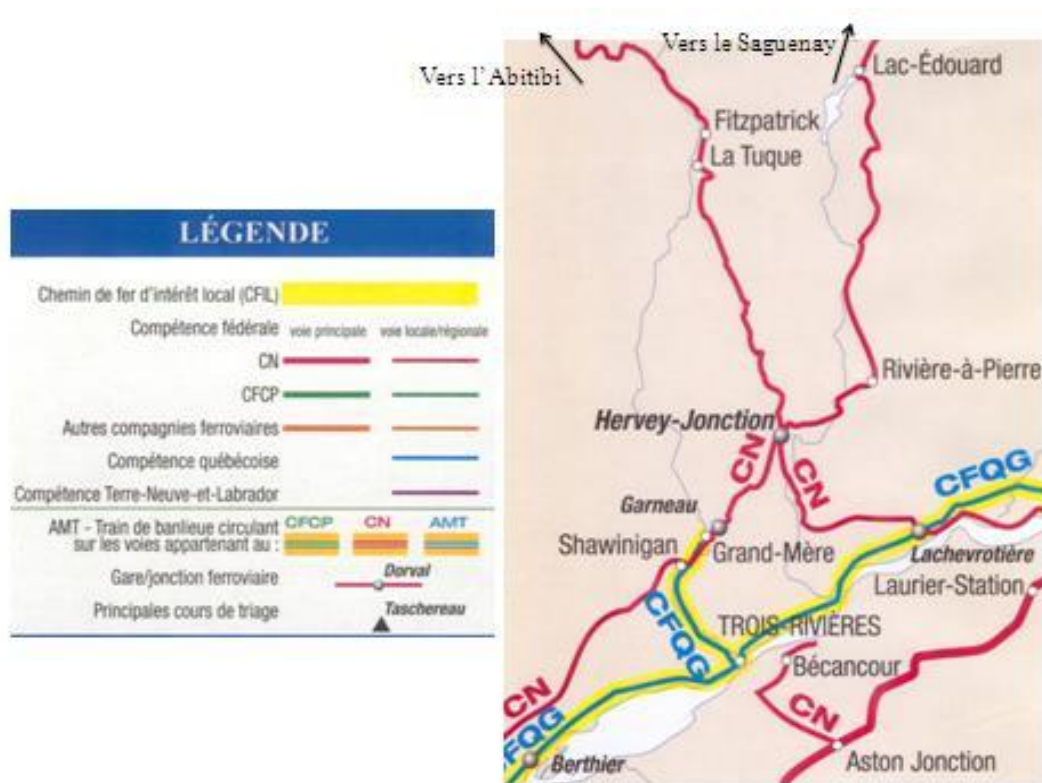 Vers l'Abitibi
Vers le Saguenay
Lac-Édouard
Fitzpatrick
La Tuque
LÉGENDE
Chemin de fer d'intérêt local (CFIL)
Compétence fédérale voie principale voie locale/régionale
CN
CFCP
Autres compagnies ferroviaires
Compétence québécoise
Compétence Terre-Neuve-et-Labrador
AMT - Train de banlieue circulant
sur les voies appartenant au :
CFCP CN AMT
Gare/jonction ferroviaire Dorval
Principales cours de triage Taschereau
Rivière-à-Pierre
Hervey-Jonction
CN
CN
CFQG
Garneau
Shawinigan
Grand-Mère
Lachevrotière
Laurier-Station
CFQG
TROIS-RIVIÈRES
Bécancour
CN
CN
CFQG
Berthier
Aston Jonction